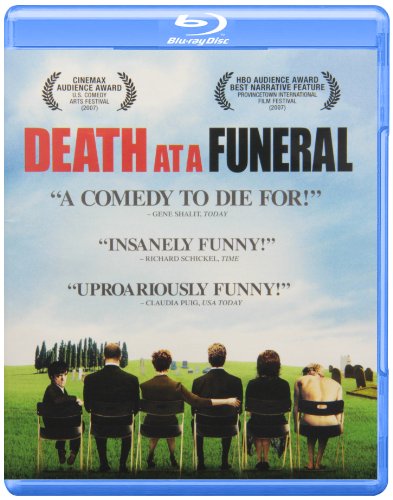 Blu-ray Disc
CINEMAX
AUDIENCE AWARD
U.S. COMEDY
ARTS FESTIVAL
(2007)
HBO AUDIENCE AWARD
BEST NARRATIVE FEATURE
PROVINCETOWN INTERNATIONAL
FILM FESTIVAL
(2007)
DEATH AT A FUNERAL
“A COMEDY TO DIE FOR!”
– GENE SHALIT, TODAY
“INSANELY FUNNY!”
– RICHARD SCHICKEL, TIME
“UPROARIOUSLY FUNNY!”
– CLAUDIA PUIG, USA TODAY